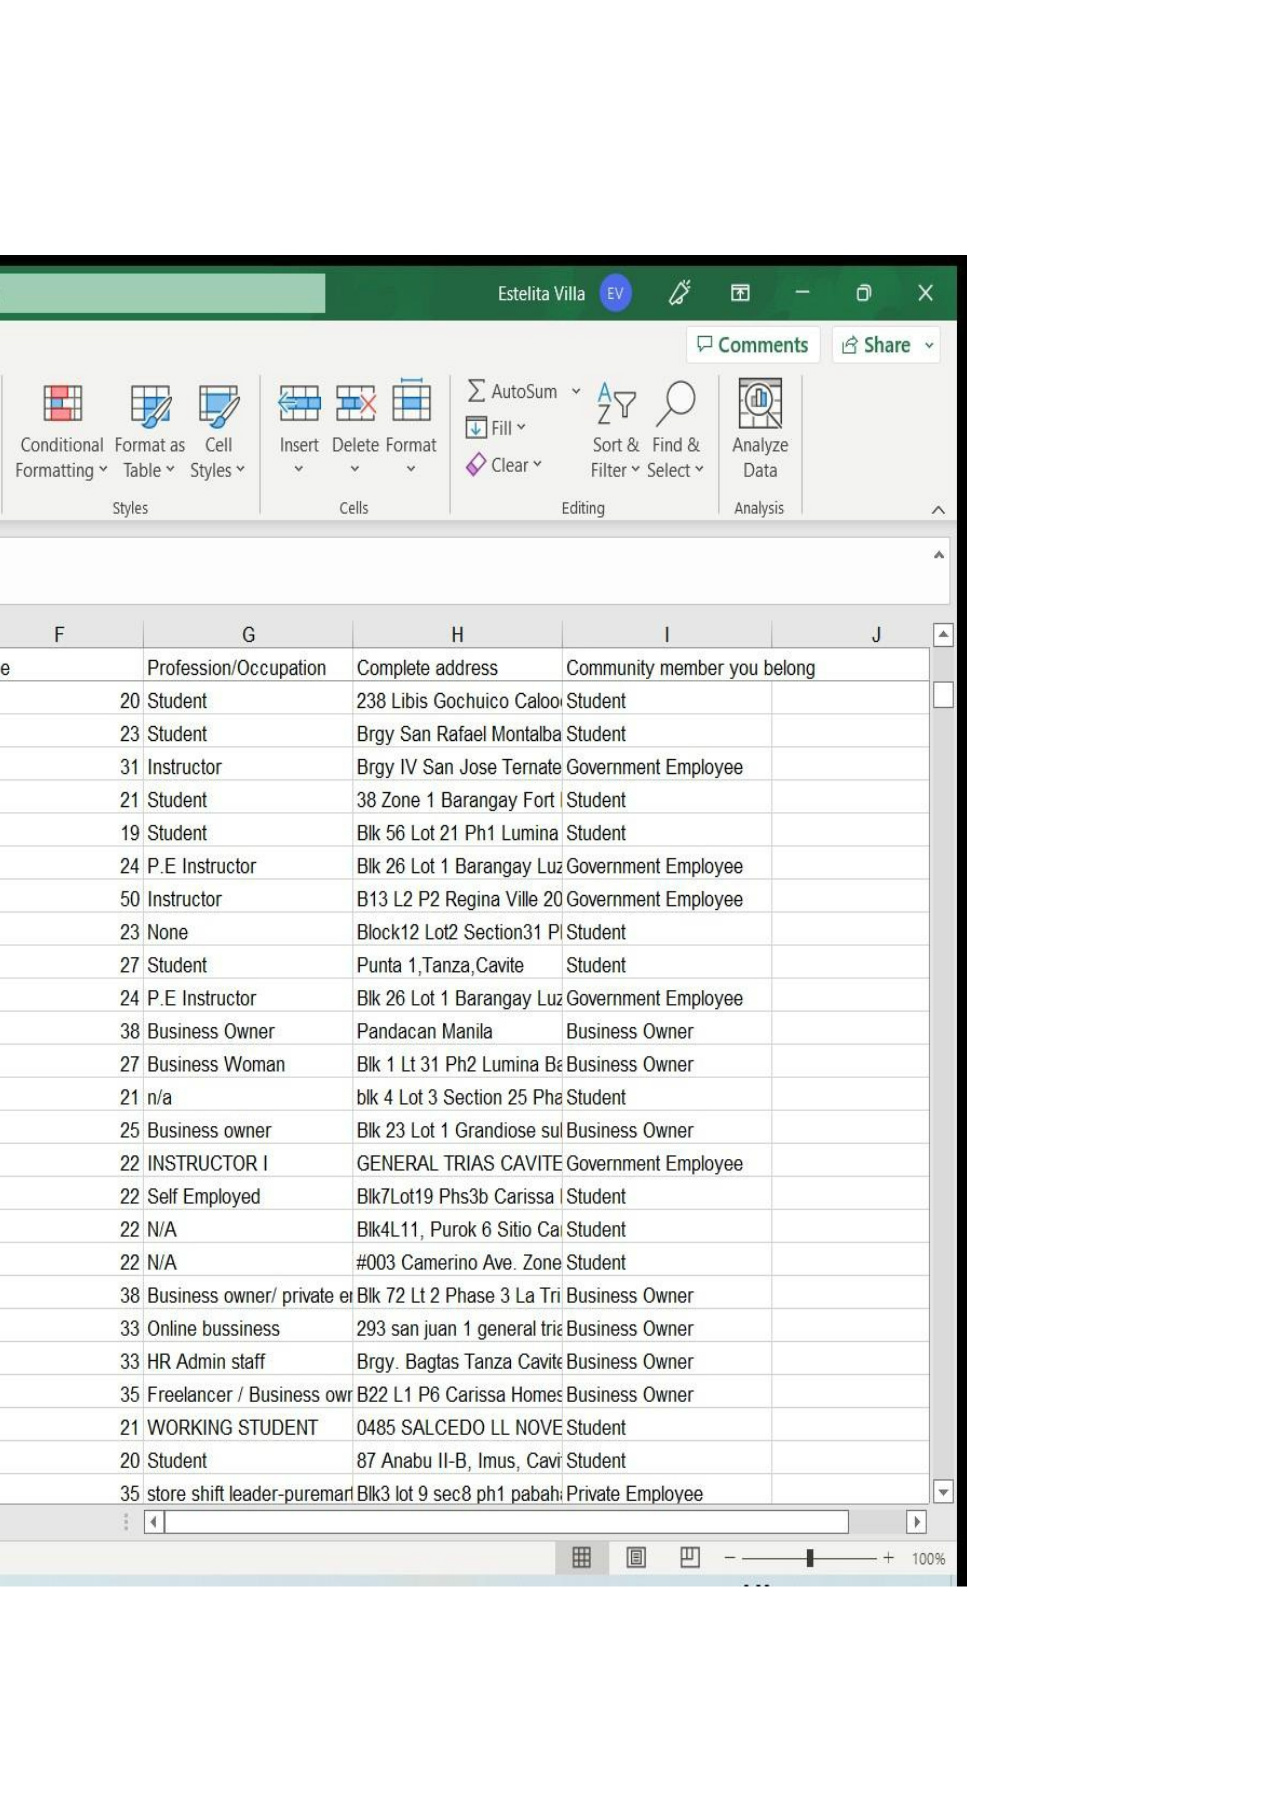 Estelita Villa EV
Comments Share
AutoSum
Fill
Clear
Conditional Formatting
Format as Table
Cell Styles
Insert
Delete
Format
Sort & Filter
Find & Select
Analyze Data
Styles Cells Editing Analysis
F G H I J
e Profession/Occupation Complete address Community member you belong
20 Student 238 Libis Gochuico Caloo Student
23 Student Brgy San Rafael Montalba Student
31 Instructor Brgy IV San Jose Ternate Government Employee
21 Student 38 Zone 1 Barangay Fort Student
19 Student Blk 56 Lot 21 Ph1 Lumina Student
24 P.E Instructor Blk 26 Lot 1 Barangay Luz Government Employee
50 Instructor B13 L2 P2 Regina Ville 20 Government Employee
23 None Block12 Lot2 Section31 P Student
27 Student Punta 1,Tanza,Cavite Student
24 P.E Instructor Blk 26 Lot 1 Barangay Luz Government Employee
38 Business Owner Pandacan Manila Business Owner
27 Business Woman Blk 1 Lt 31 Ph2 Lumina Ba Business Owner
21 n/a blk 4 Lot 3 Section 25 Pha Student
25 Business owner Blk 23 Lot 1 Grandiose su Business Owner
22 INSTRUCTOR I GENERAL TRIAS CAVITE Government Employee
22 Self Employed Blk7Lot19 Phs3b Carissa Student
22 N/A Blk4L11, Purok 6 Sitio Ca Student
22 N/A #003 Camerino Ave. Zone Student
38 Business owner/ private e Blk 72 Lt 2 Phase 3 La Tri Business Owner
33 Online bussiness 293 san juan 1 general tria Business Owner
33 HR Admin staff Brgy. Bagtas Tanza Cavite Business Owner
35 Freelancer / Business ow B22 L1 P6 Carissa Homes Business Owner
21 WORKING STUDENT 0485 SALCEDO LL NOVE Student
20 Student 87 Anabu II-B, Imus, Cavi Student
35 store shift leader-puremart Blk3 lot 9 sec8 ph1 pabaha Private Employee
100%